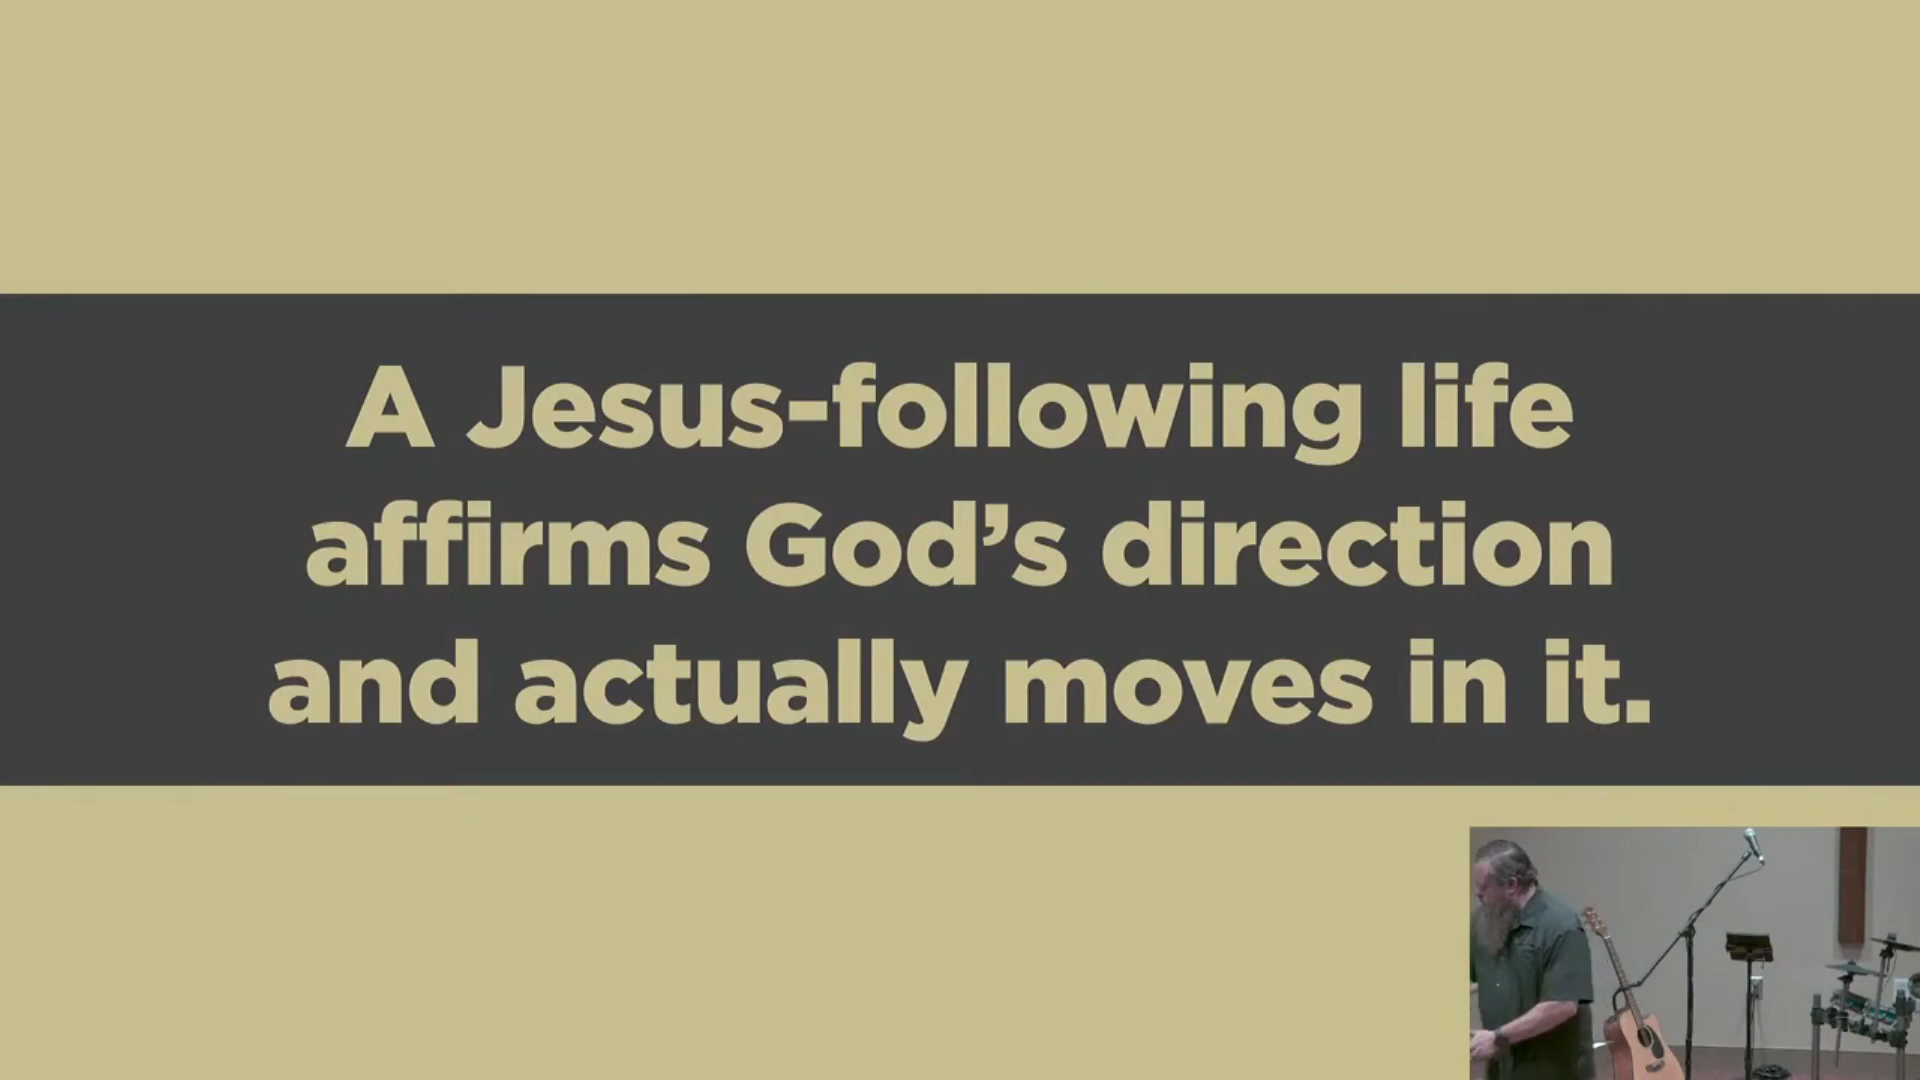 A Jesus-following life
affirms God’s direction
and actually moves in it.